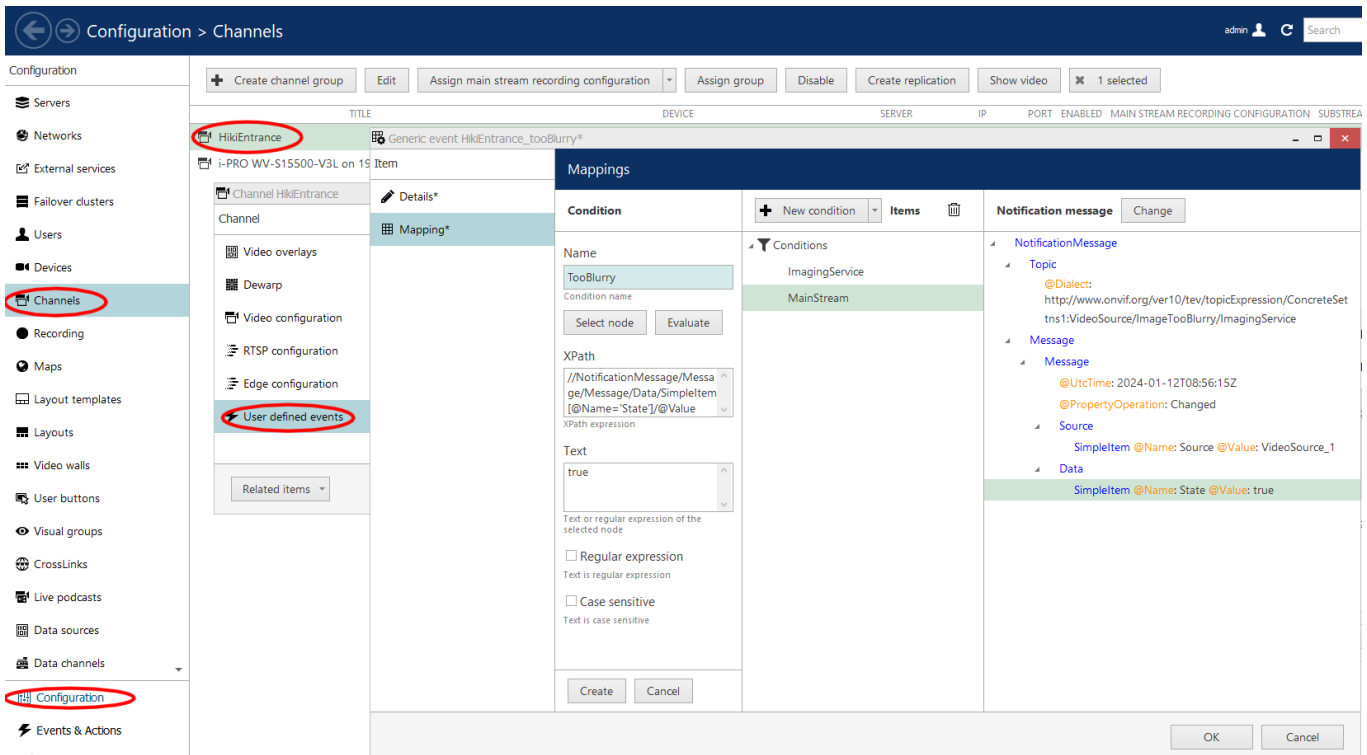 Configuration > Channels
admin
Search
Configuration
Servers
Networks
External services
Failover clusters
Users
Devices
Channels
Recording
Maps
Layout templates
Layouts
Video walls
User buttons
Visual groups
CrossLinks
Live podcasts
Data sources
Data channels
Configuration
Events & Actions
Create channel group
Edit
Assign main stream recording configuration
Assign group
Disable
Create replication
Show video
1 selected
TITLE DEVICE SERVER IP PORT ENABLED MAIN STREAM RECORDING CONFIGURATION SUBSTREA
HikiEntrance
i-PRO WV-S15500-V3L on 19
Channel HikiEntrance
Channel
Video overlays
Dewarp
Video configuration
RTSP configuration
Edge configuration
User defined events
Related items
Generic event HikiEntrance_tooBlurry*
Item
Details*
Mapping*
Mappings
Condition
Name
TooBlurry
Condition name
Select node
Evaluate
XPath
//NotificationMessage/Messa
ge/Message/Data/SimpleItem
[@Name='State']/@Value
XPath expression
Text
true
Text or regular expression of the
selected node
Regular expression
Text is regular expression
Case sensitive
Text is case sensitive
Create
Cancel
New condition
Items
Conditions
ImagingService
MainStream
Notification message
Change
NotificationMessage
Topic
@Dialect:
http://www.onvif.org/ver10/tev/topicExpression/ConcreteSet
tns1:VideoSource/ImageTooBlurry/ImagingService
Message
Message
@UtcTime: 2024-01-12T08:56:15Z
@PropertyOperation: Changed
Source
SimpleItem @Name: Source @Value: VideoSource_1
Data
SimpleItem @Name: State @Value: true
OK
Cancel